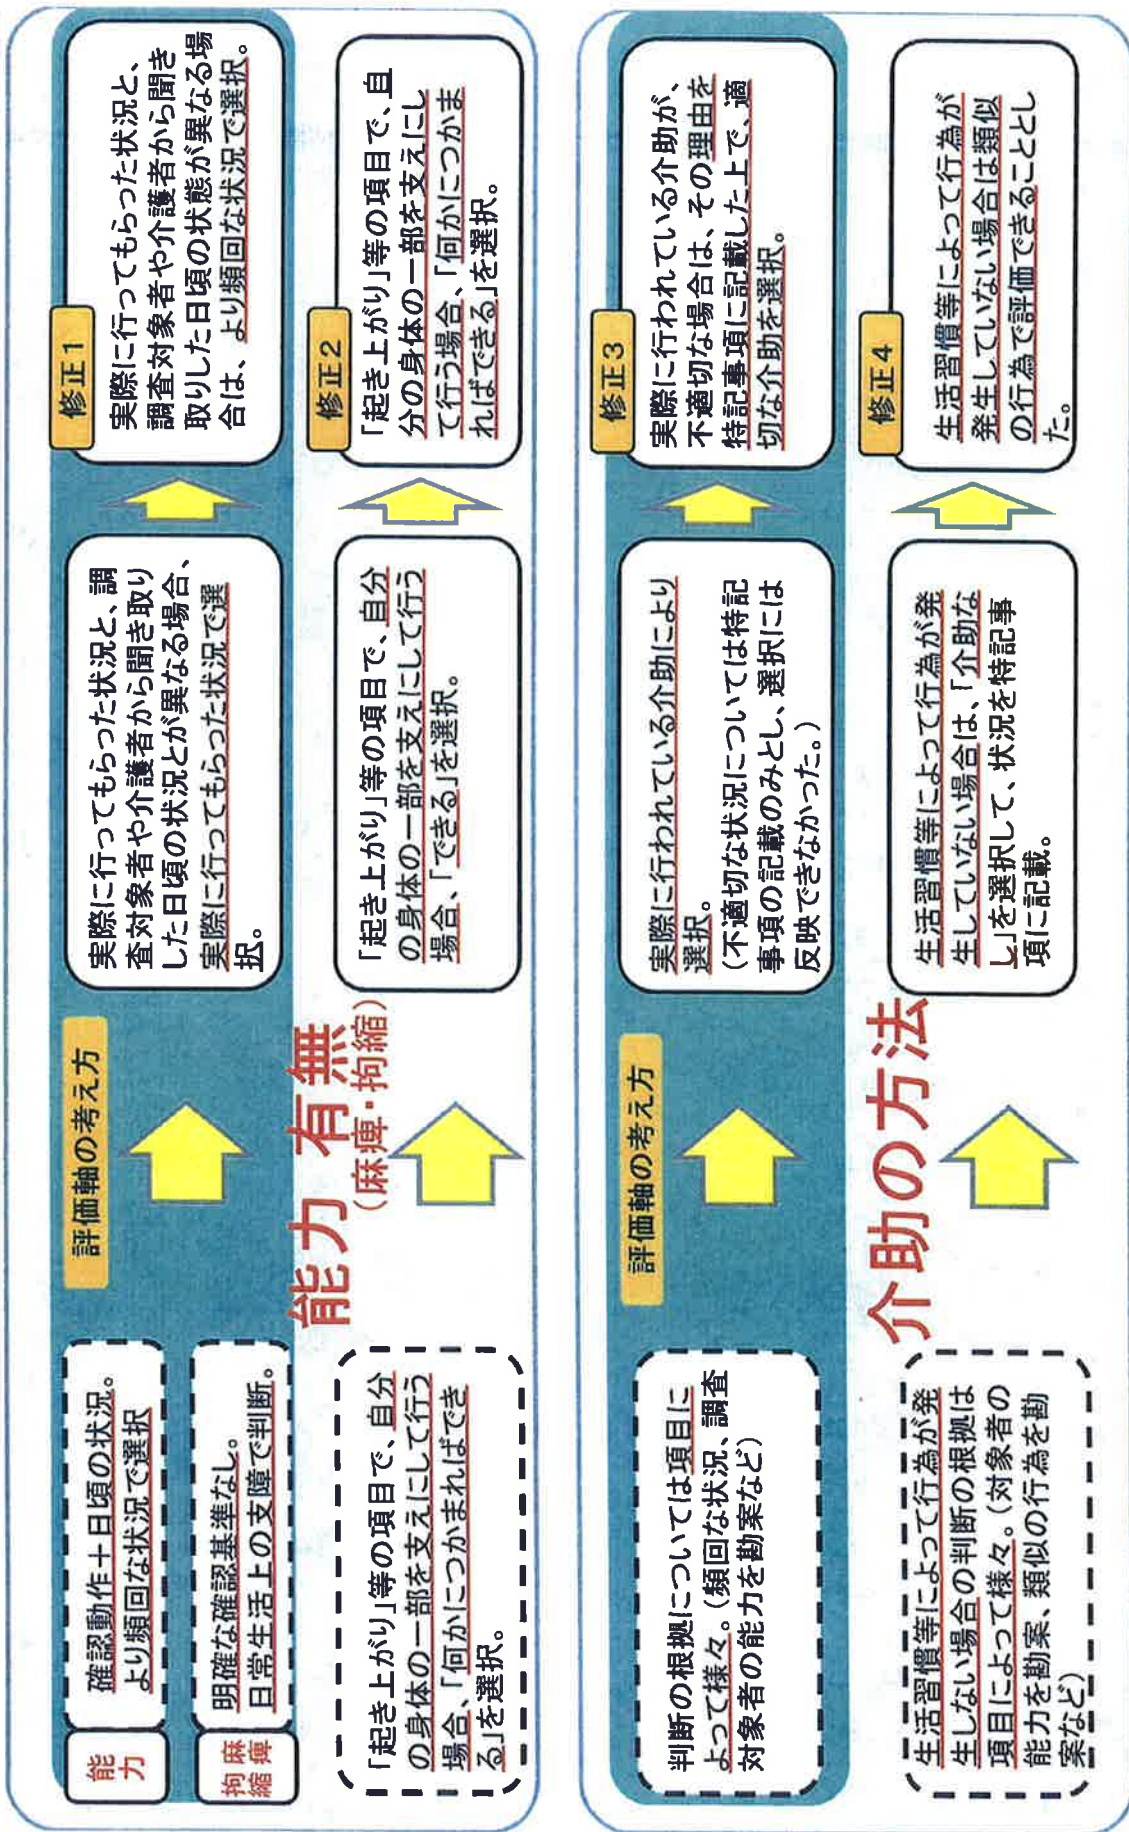 能力
確認動作＋日頃の状況。
より頻回な状況で選択
麻痺
拘縮
明確な確認基準なし。
日常生活上の支障で判断。
評価軸の考え方
実際に行ってもらった状況と、調
査対象者や介護者から聞き取り
した日頃の状況とが異なる場合、
実際に行ってもらった状況で選
択。
修正1
実際に行ってもらった状況と、
調査対象者や介護者から聞き
取りした日頃の状態が異なる場
合は、より頻回な状況で選択。
能力 有無
（麻痺・拘縮）
「起き上がり」等の項目で、自分
の身体の一部を支えにして行う
場合、「何かにつかまればでき
る」を選択。
「起き上がり」等の項目で、自分
の身体の一部を支えにして行う
場合、「できる」を選択。
修正2
「起き上がり」等の項目で、自
分の身体の一部を支えにし
て行う場合、「何かにつかま
ればできる」を選択。
判断の根拠については項目に
よって様々。（頻回な状況、調査
対象者の能力を勘案など）
評価軸の考え方
実際に行われている介助により
選択。
（不適切な状況については特記
事項の記載のみとし、選択には
反映できなかった。）
修正3
実際に行われている介助が、
不適切な場合は、その理由を
特記事項に記載した上で、適
切な介助を選択。
介助の方法
生活習慣等によって行為が発
生しない場合の判断の根拠は
項目によって様々。（対象者の
能力を勘案、類似の行為を勘
案など）
生活習慣等によって行為が発
生していない場合は、「介助な
し」を選択して、状況を特記事
項に記載。
修正4
生活習慣等によって行為が
発生していない場合は類似
の行為で評価できることとし
た。